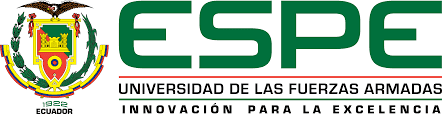 ESPE
UNIVERSIDAD DE LAS FUERZAS ARMADAS
INNOVACIÓN PARA LA EXCELENCIA
1922
ECUADOR